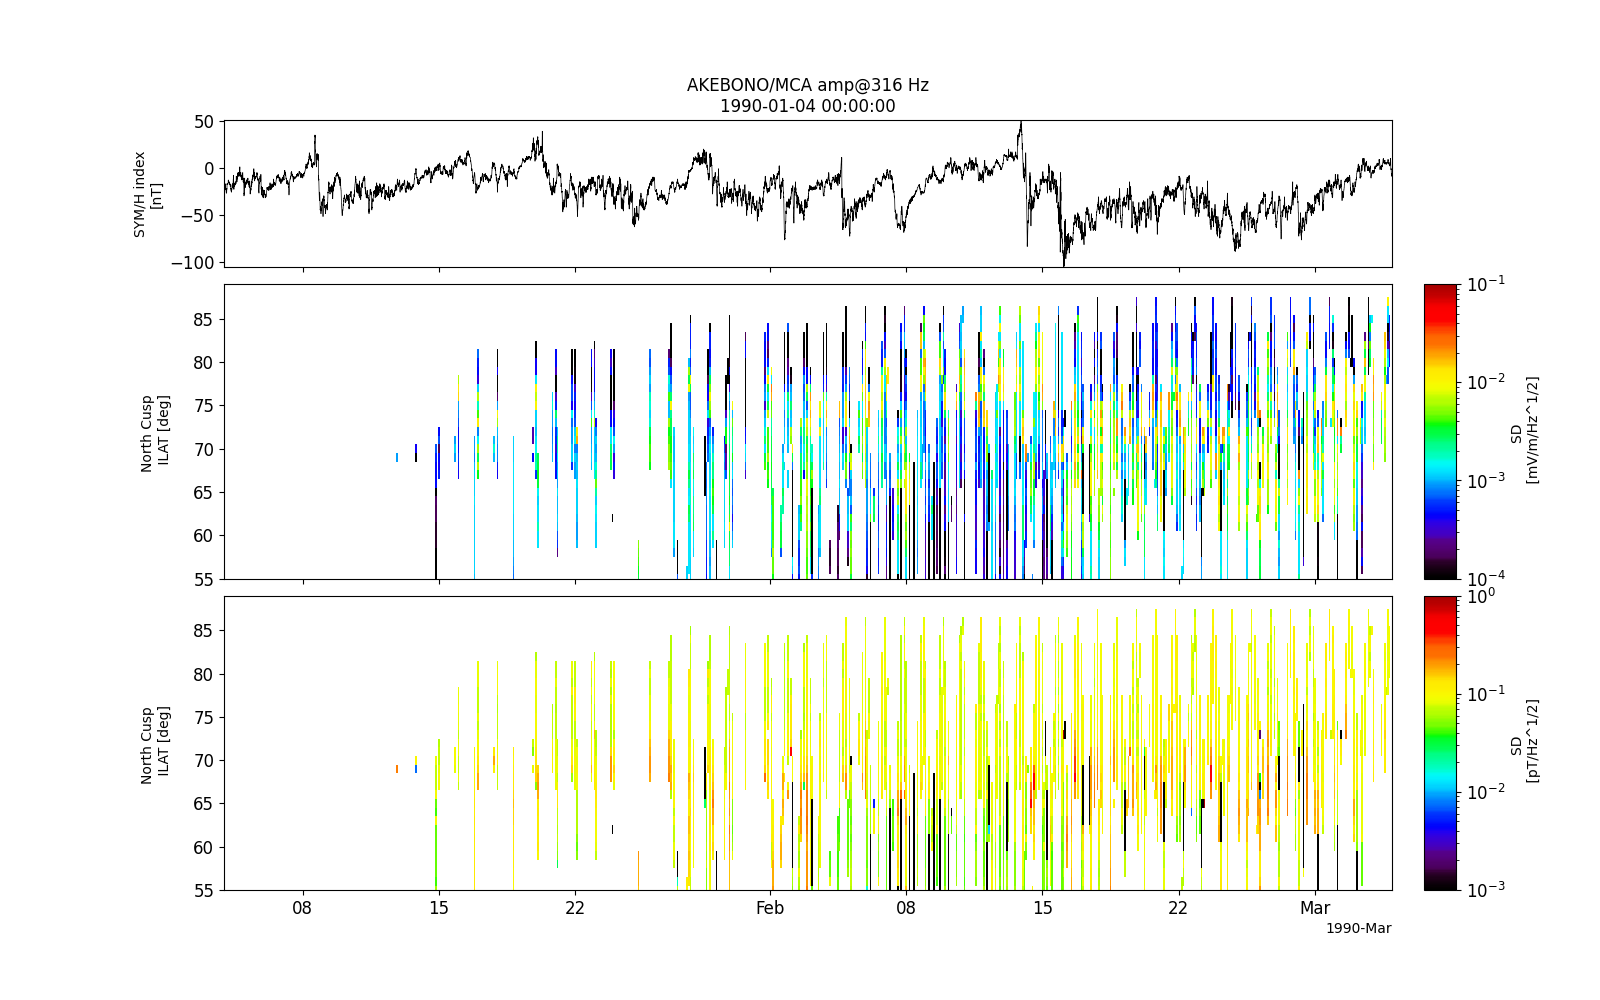 AKEBONO/MCA amp@316 Hz
1990-01-04 00:00:00
50
0
−50
−100
SYM/H index
[nT]
85
80
75
70
65
60
55
North Cusp
ILAT [deg]
10−1
10−2
10−3
10−4
SD
[mV/m/Hz^1/2]
85
80
75
70
65
60
55
North Cusp
ILAT [deg]
100
10−1
10−2
10−3
SD
[pT/Hz^1/2]
08 15 22 Feb 08 15 22 Mar
1990-Mar